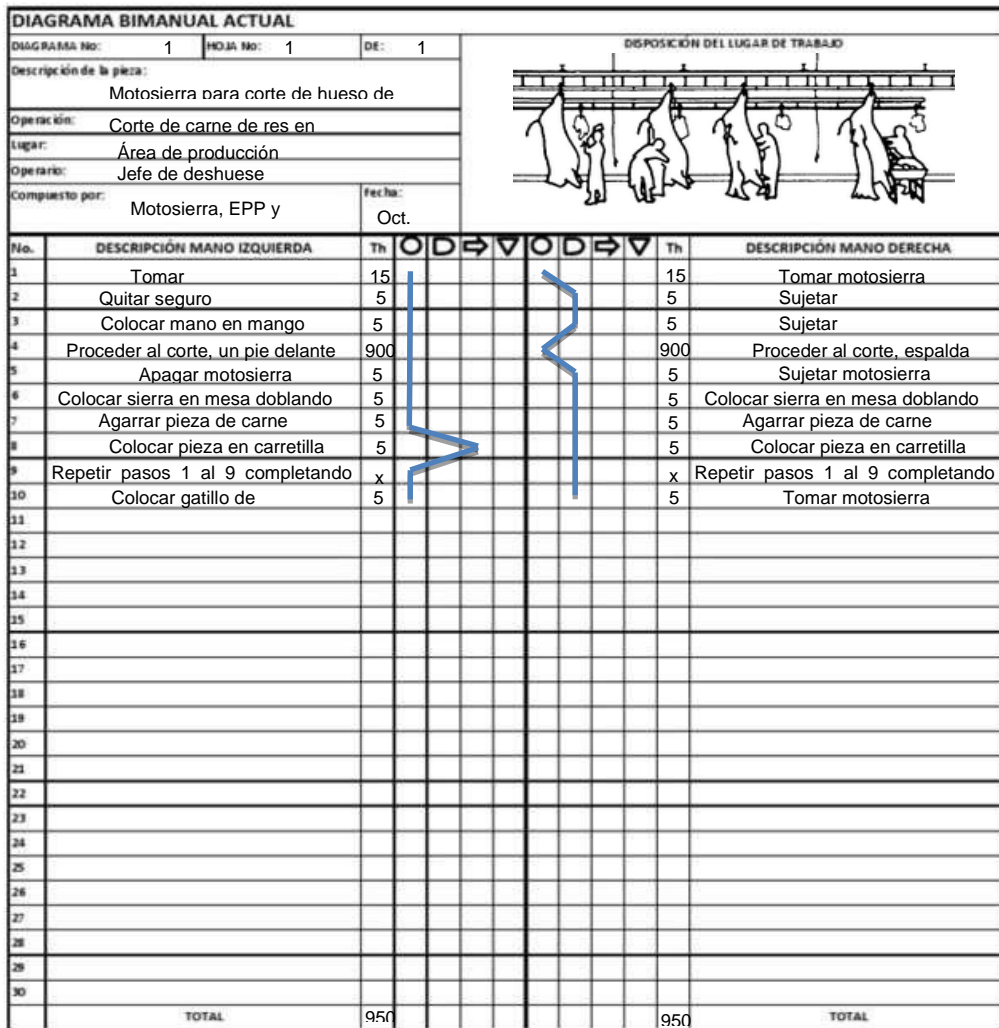 DIAGRAMA BIMANUAL ACTUAL
DIAGRAMA No: 1 HOJA No: 1 DE: 1
DISPOSICIÓN DEL LUGAR DE TRABAJO
Descripción de la pieza:
Motosierra para corte de hueso de
Operación: Corte de carne de res en
Lugar: Área de producción
Operario: Jefe de deshuese
Compuesto por: Motosierra, EPP y
Fecha: Oct.
No. DESCRIPCIÓN MANO IZQUIERDA Th Th DESCRIPCIÓN MANO DERECHA
1 Tomar 15 15 Tomar motosierra
2 Quitar seguro 5 5 Sujetar
3 Colocar mano en mango 5 5 Sujetar
4 Proceder al corte, un pie delante 900 900 Proceder al corte, espalda
5 Apagar motosierra 5 5 Sujetar motosierra
6 Colocar sierra en mesa doblando 5 5 Colocar sierra en mesa doblando
7 Agarrar pieza de carne 5 5 Agarrar pieza de carne
8 Colocar pieza en carretilla 5 5 Colocar pieza en carretilla
9 Repetir pasos 1 al 9 completando x x Repetir pasos 1 al 9 completando
10 Colocar gatillo de 5 5 Tomar motosierra
11
12
13
14
15
16
17
18
19
20
21
22
23
24
25
26
27
28
29
30
TOTAL 950 950 TOTAL